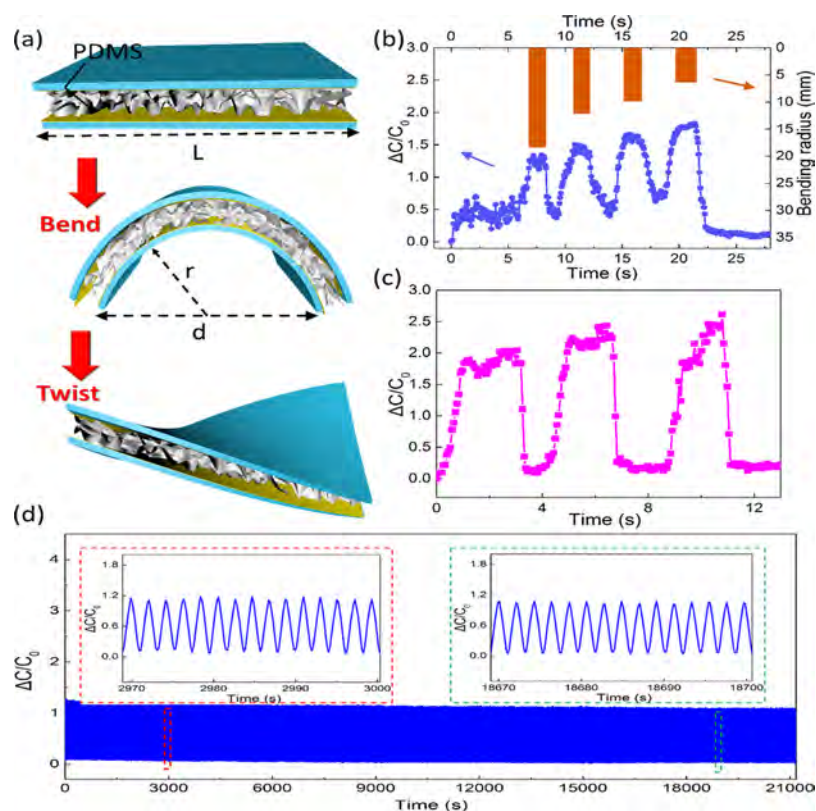 (a)
PDMS
L
Bend
r
d
Twist
(b)
Time (s)
0 5 10 15 20 25
3.0
2.5
2.0
1.5
1.0
0.5
0.0
ΔC/C0
0
5
10
15
20
25
30
35
Bending radius (mm)
0 5 10 15 20 25
Time (s)
(c)
3.0
2.5
2.0
1.5
1.0
0.5
0.0
ΔC/C0
0 4 8 12
Time (s)
(d)
4
3
2
1
0
ΔC/C0
1.8
1.2
0.6
0.0
ΔC/C0
2970 2980 2990 3000
Time (s)
1.8
1.2
0.6
0.0
ΔC/C0
18670 18680 18690 18700
Time (s)
0 3000 6000 9000 12000 15000 18000 21000
Time (s)